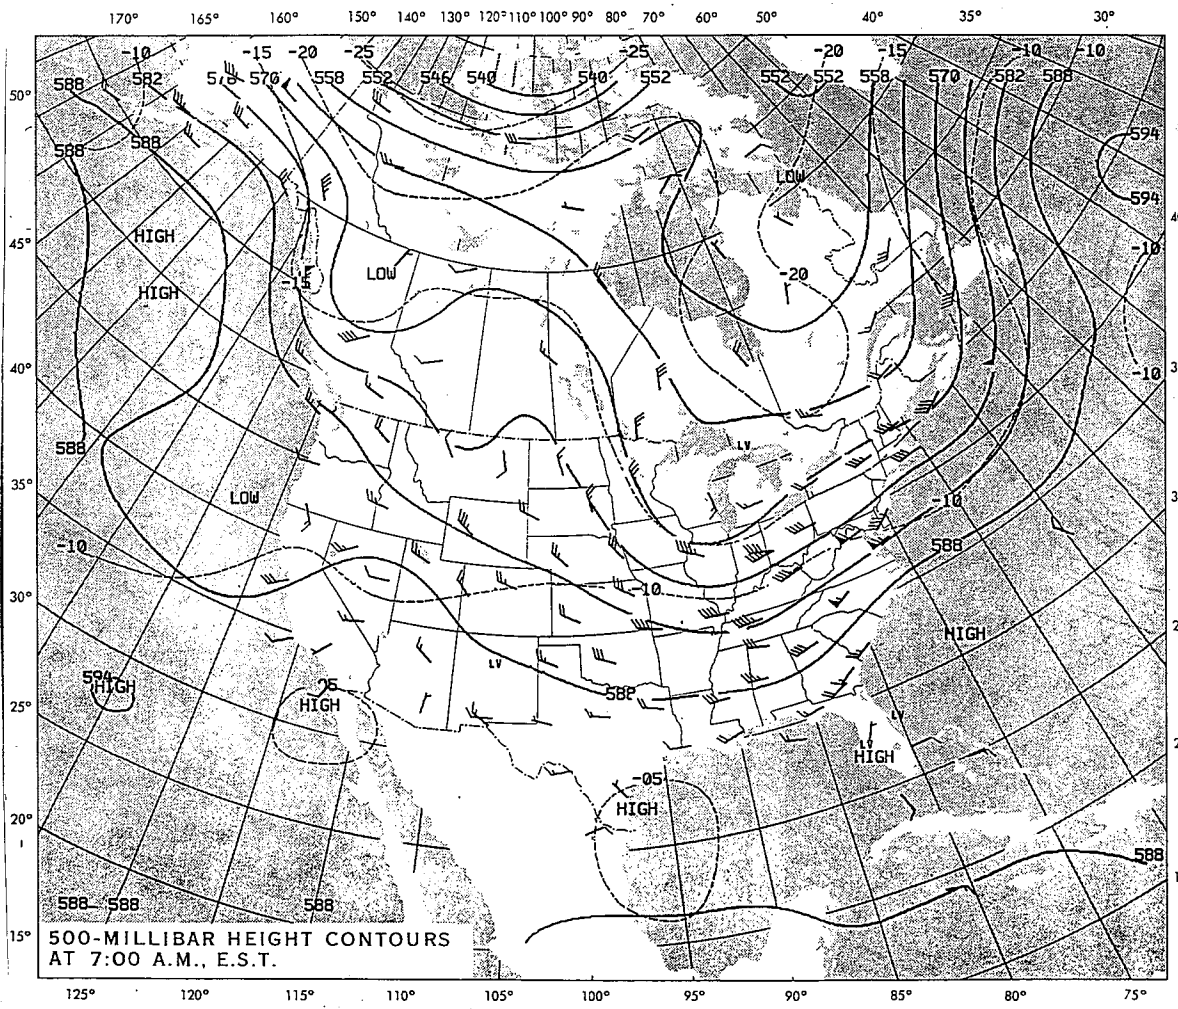 170° 165° 160° 150° 140° 130° 120° 110° 100° 90° 80° 70° 60° 50° 40° 35° 30°
-10 -15 -20 -25 -25 -20 -15 -10 -10
588 582 570 558 552 546 540 540 552 552 552 558 570 582 588
50°
594
588 588
LOW
594
45°
HIGH
-10
LOW -20
-15
HIGH
40°
-10
588
LV
35°
LOW
-10
-10 588
30°
-10
HIGH
LV
594 HIGH
588
25°
HIGH
LV
LV
HIGH
-05
HIGH
20°
588
588 588 588
500-MILLIBAR HEIGHT CONTOURS
15°
AT 7:00 A.M., E.S.T.
125° 120° 115° 110° 105° 100° 95° 90° 85° 80° 75°